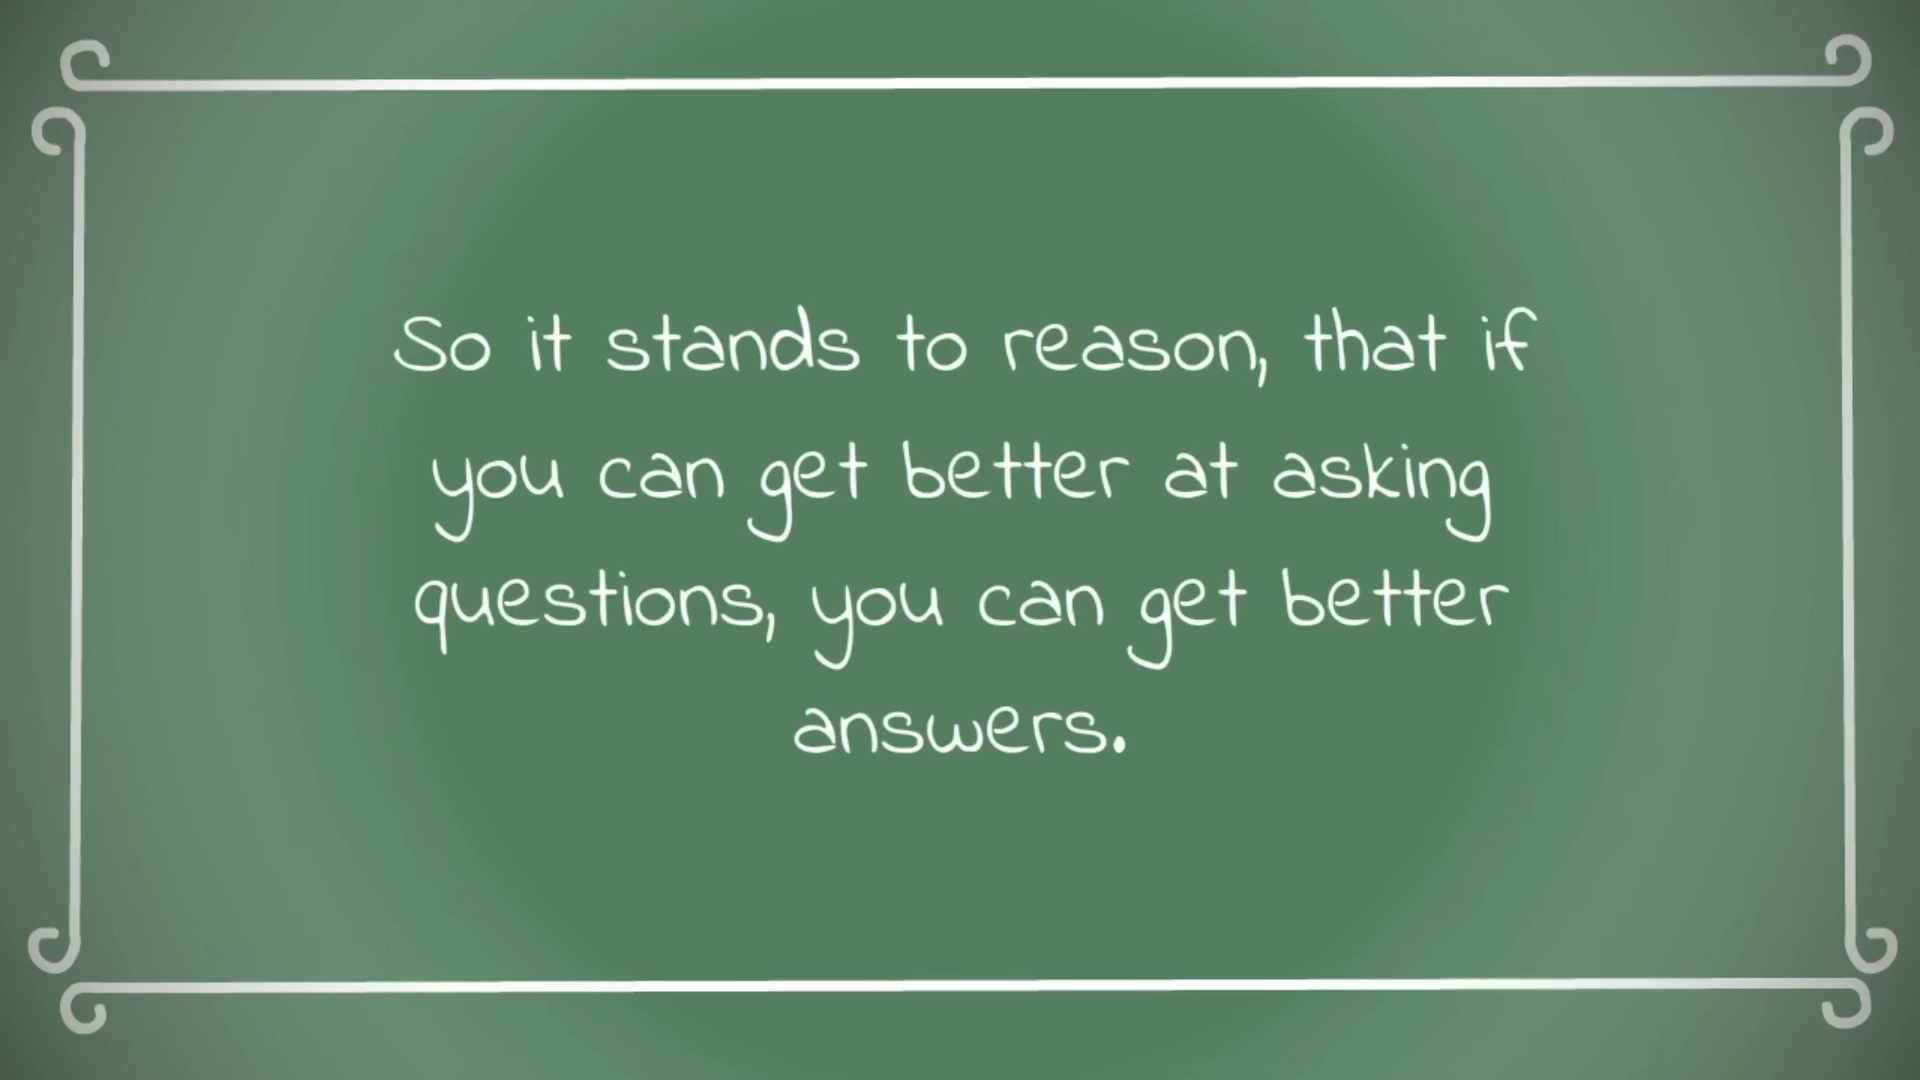 So it stands to reason, that if
you can get better at asking
questions, you can get better
answers.